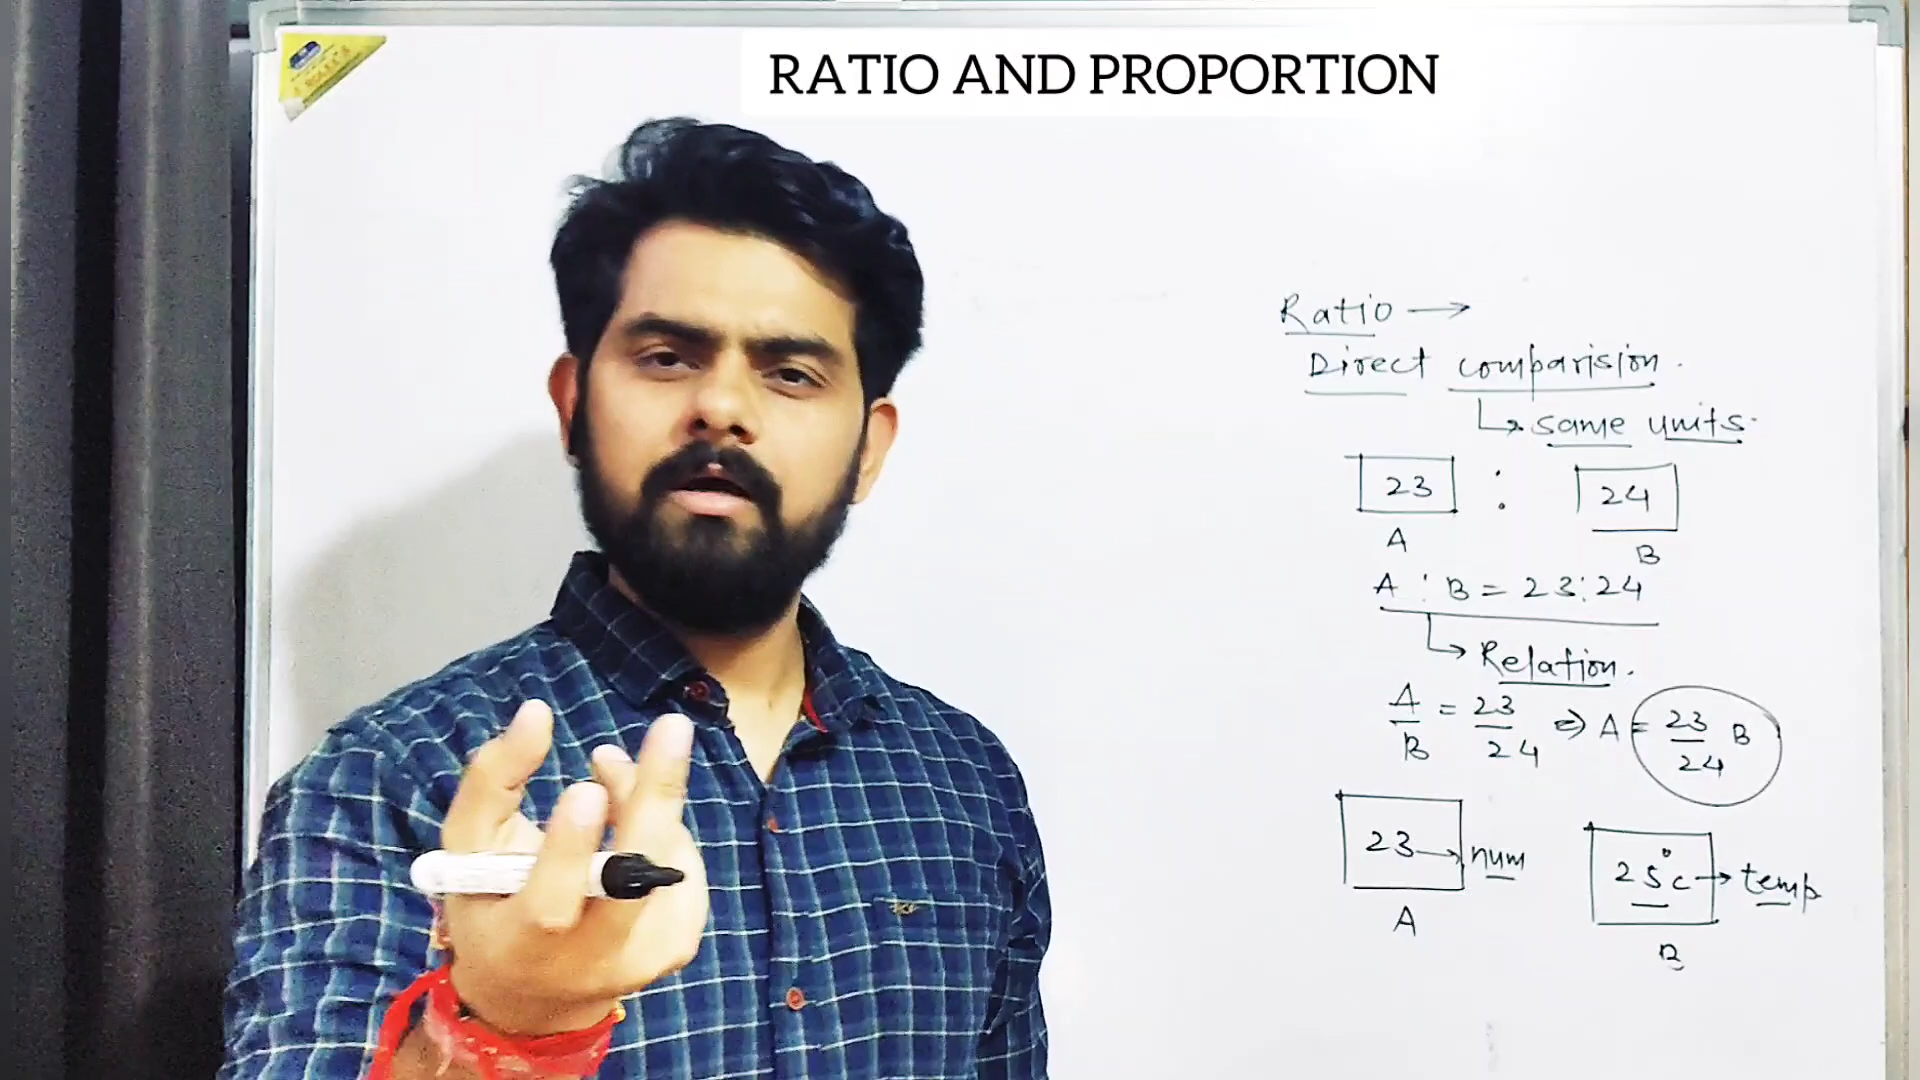 RATIO AND PROPORTION
Ratio →
Direct comparision.
↳ same units.
23 : 24
A B
A : B = 23:24
↳ Relation.
A/B = 23/24 ⇒ A = 23/24 B
23 → num 25°c → temp
A B